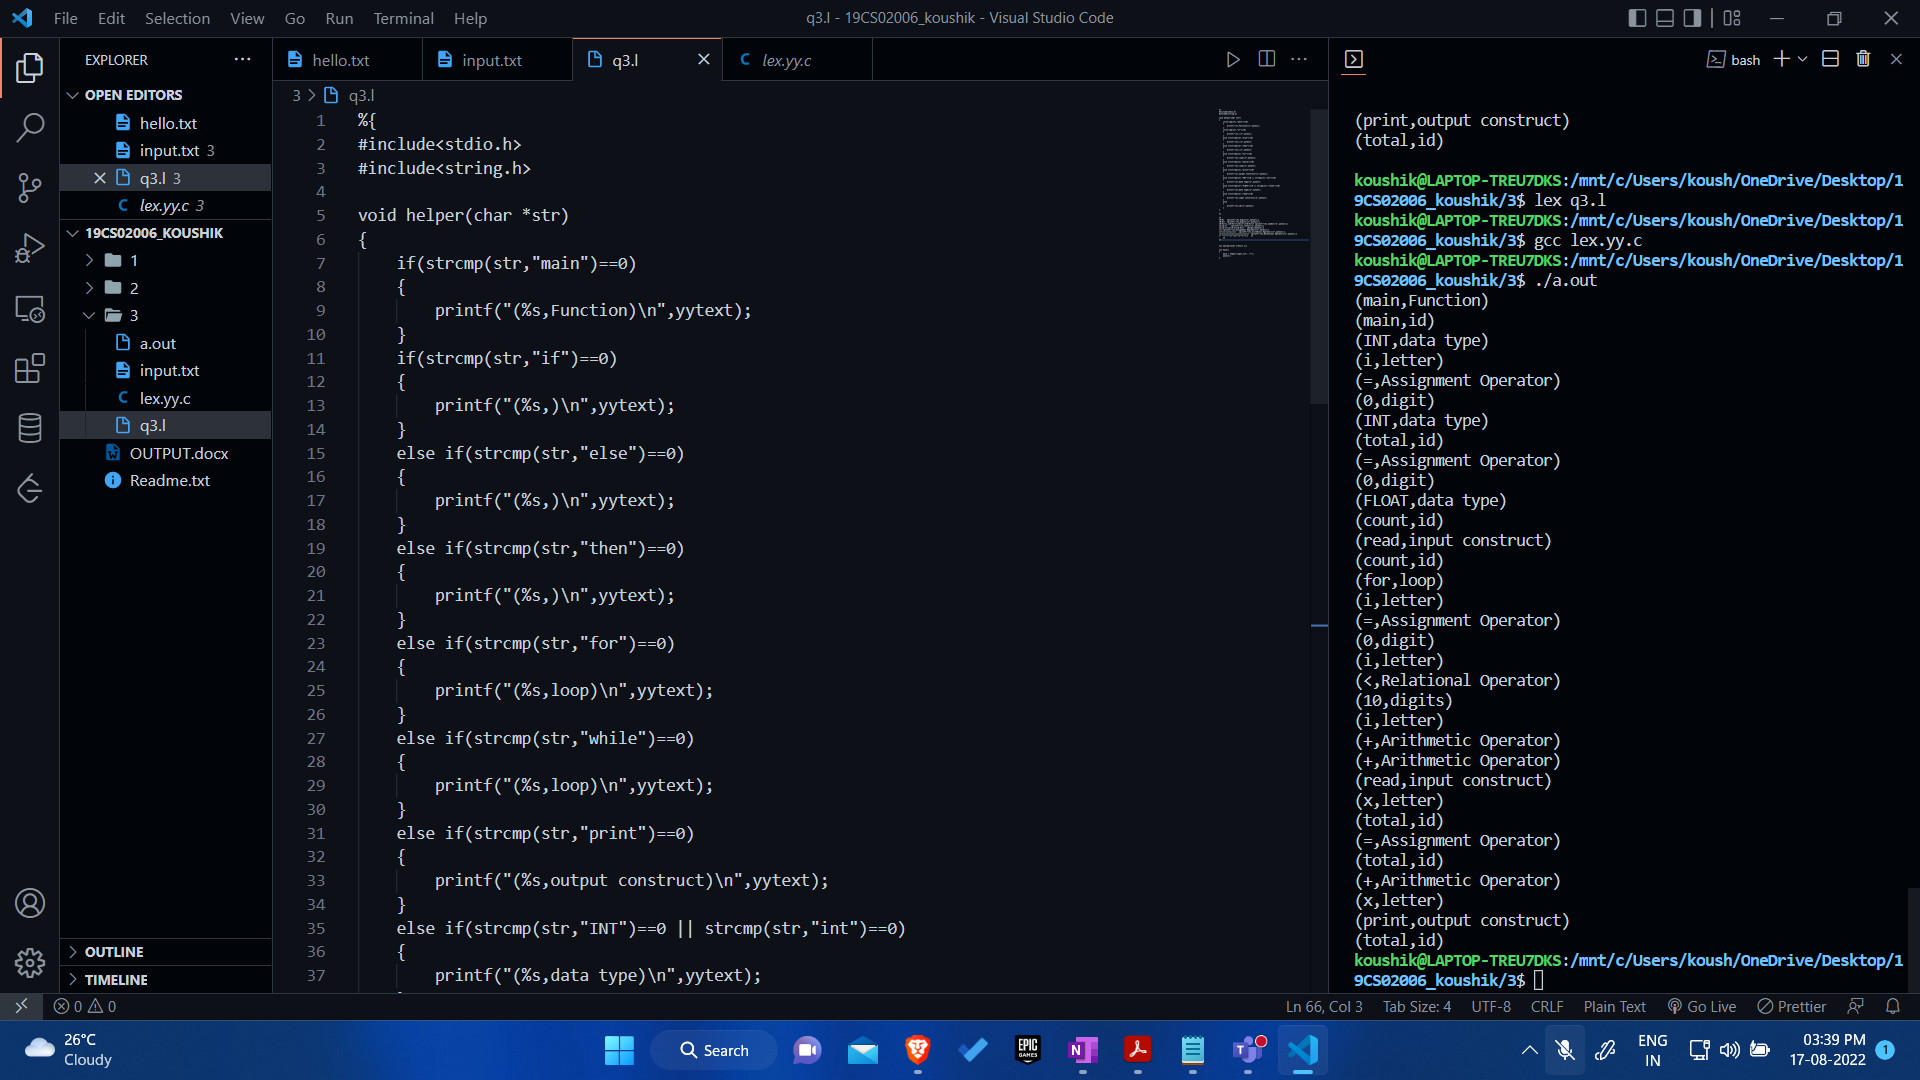 File Edit Selection View Go Run Terminal Help
q3.l - 19CS02006_koushik - Visual Studio Code
EXPLORER
OPEN EDITORS
hello.txt
input.txt 3
q3.l 3
lex.yy.c 3
19CS02006_KOUSHIK
1
2
3
a.out
input.txt
lex.yy.c
q3.l
OUTPUT.docx
Readme.txt
OUTLINE
TIMELINE
hello.txt input.txt q3.l lex.yy.c
3 > q3.l
1 %{
2 #include<stdio.h>
3 #include<string.h>
4
5 void helper(char *str)
6 {
7 if(strcmp(str,"main")==0)
8 {
9 printf("(%s,Function)\n",yytext);
10 }
11 if(strcmp(str,"if")==0)
12 {
13 printf("(%s,)\n",yytext);
14 }
15 else if(strcmp(str,"else")==0)
16 {
17 printf("(%s,)\n",yytext);
18 }
19 else if(strcmp(str,"then")==0)
20 {
21 printf("(%s,)\n",yytext);
22 }
23 else if(strcmp(str,"for")==0)
24 {
25 printf("(%s,loop)\n",yytext);
26 }
27 else if(strcmp(str,"while")==0)
28 {
29 printf("(%s,loop)\n",yytext);
30 }
31 else if(strcmp(str,"print")==0)
32 {
33 printf("(%s,output construct)\n",yytext);
34 }
35 else if(strcmp(str,"INT")==0 || strcmp(str,"int")==0)
36 {
37 printf("(%s,data type)\n",yytext);
bash
(print,output construct)
(total,id)
koushik@LAPTOP-TREU7DKS:/mnt/c/Users/koush/OneDrive/Desktop/1
9CS02006_koushik/3$ lex q3.l
koushik@LAPTOP-TREU7DKS:/mnt/c/Users/koush/OneDrive/Desktop/1
9CS02006_koushik/3$ gcc lex.yy.c
koushik@LAPTOP-TREU7DKS:/mnt/c/Users/koush/OneDrive/Desktop/1
9CS02006_koushik/3$ ./a.out
(main,Function)
(main,id)
(INT,data type)
(i,letter)
(=,Assignment Operator)
(0,digit)
(INT,data type)
(total,id)
(=,Assignment Operator)
(0,digit)
(FLOAT,data type)
(count,id)
(read,input construct)
(count,id)
(for,loop)
(i,letter)
(=,Assignment Operator)
(0,digit)
(i,letter)
(<,Relational Operator)
(10,digits)
(i,letter)
(+,Arithmetic Operator)
(+,Arithmetic Operator)
(read,input construct)
(x,letter)
(total,id)
(=,Assignment Operator)
(total,id)
(+,Arithmetic Operator)
(x,letter)
(print,output construct)
(total,id)
koushik@LAPTOP-TREU7DKS:/mnt/c/Users/koush/OneDrive/Desktop/1
9CS02006_koushik/3$
0 0
Ln 66, Col 3 Tab Size: 4 UTF-8 CRLF Plain Text Go Live Prettier
26°C
Cloudy
Search
EPIC
GAMES
ENG
IN
03:39 PM
17-08-2022
1